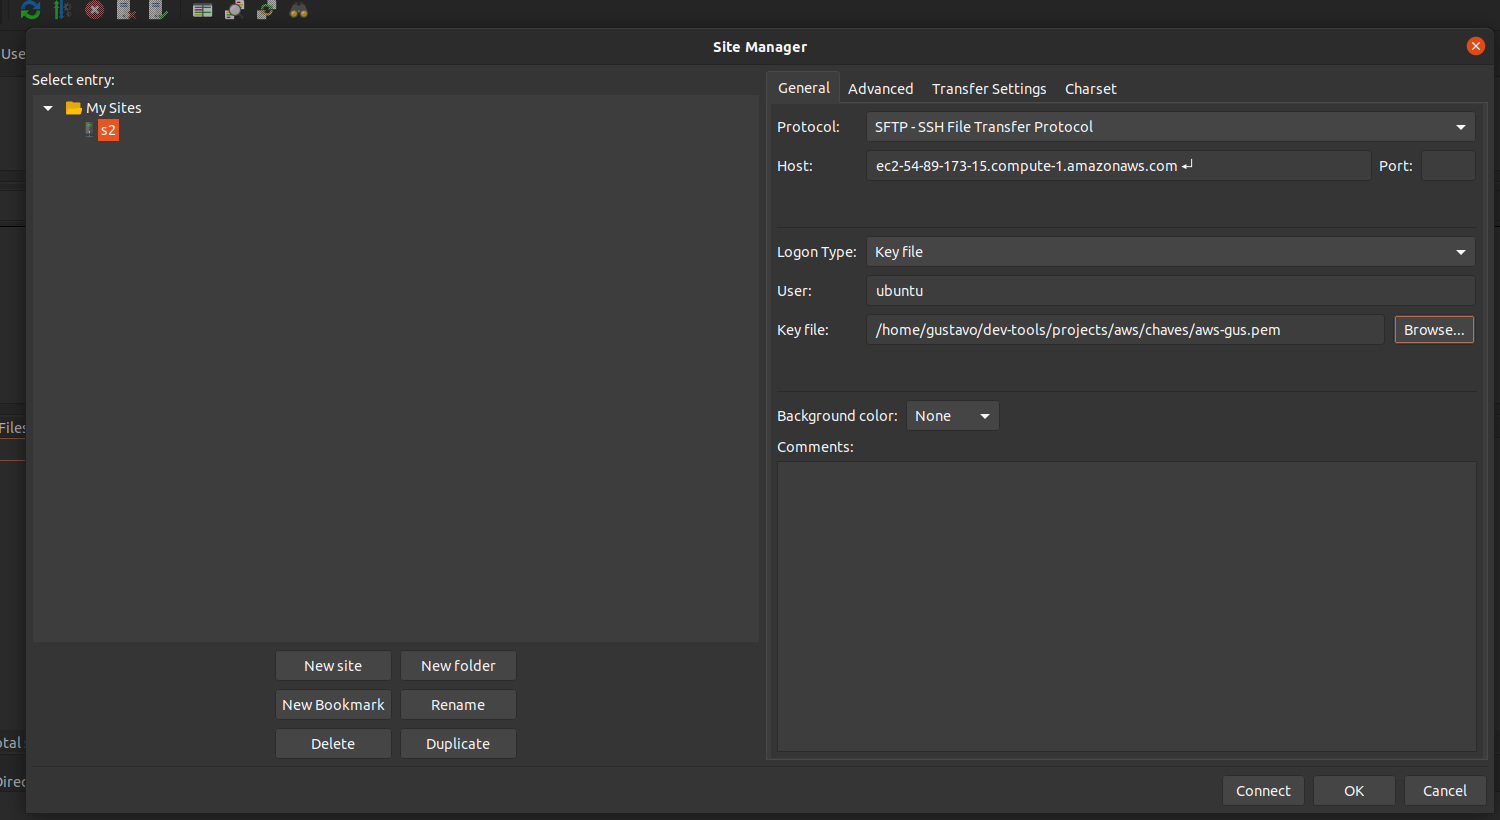 Site Manager
Use
Select entry:
My Sites
s2
General Advanced Transfer Settings Charset
Protocol: SFTP - SSH File Transfer Protocol
Host: ec2-54-89-173-15.compute-1.amazonaws.com ↵ Port:
Logon Type: Key file
User: ubuntu
Key file: /home/gustavo/dev-tools/projects/aws/chaves/aws-gus.pem Browse...
Background color: None
Files
Comments:
New site New folder
New Bookmark Rename
otal
Delete Duplicate
Direc
Connect OK Cancel